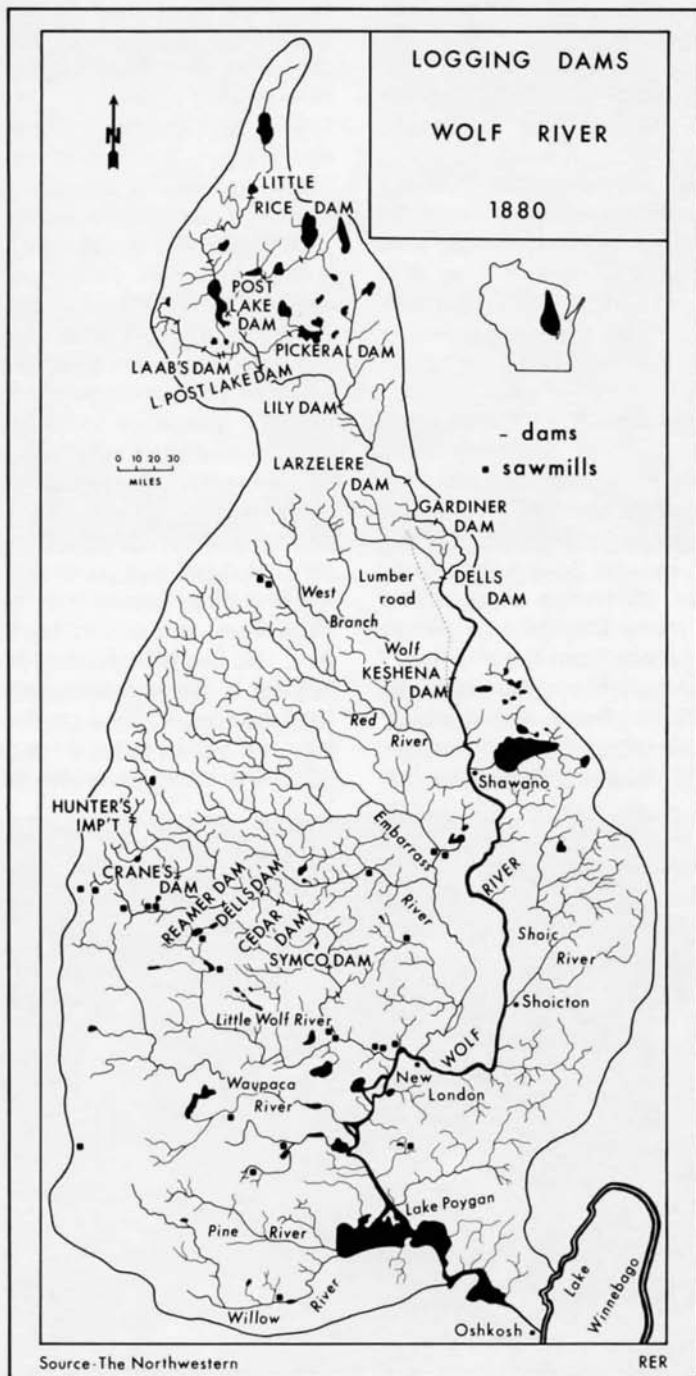 LOGGING DAMS
WOLF RIVER
1880
N
LITTLE
RICE DAM
POST
LAKE
DAM
PICKERAL DAM
LAAB'S DAM
L. POST LAKE DAM
LILY DAM
- dams
▪ sawmills
0 10 20 30
MILES
LARZELERE
DAM
GARDINER
DAM
Lumber
road
DELLS
DAM
West
Branch
Wolf
KESHENA
DAM
Red
River
Shawano
HUNTER'S
IMP'T
Embarrass
River
CRANE'S
DAM
REAMER DAM
DELLS DAM
CEDAR
DAM
SYMCO DAM
RIVER
Shoic
River
Shoicton
Little Wolf River
WOLF
New
London
Waupaca
River
Lake Poygan
Pine River
Willow River
Lake
Winnebago
Oshkosh
Source-The Northwestern
RER